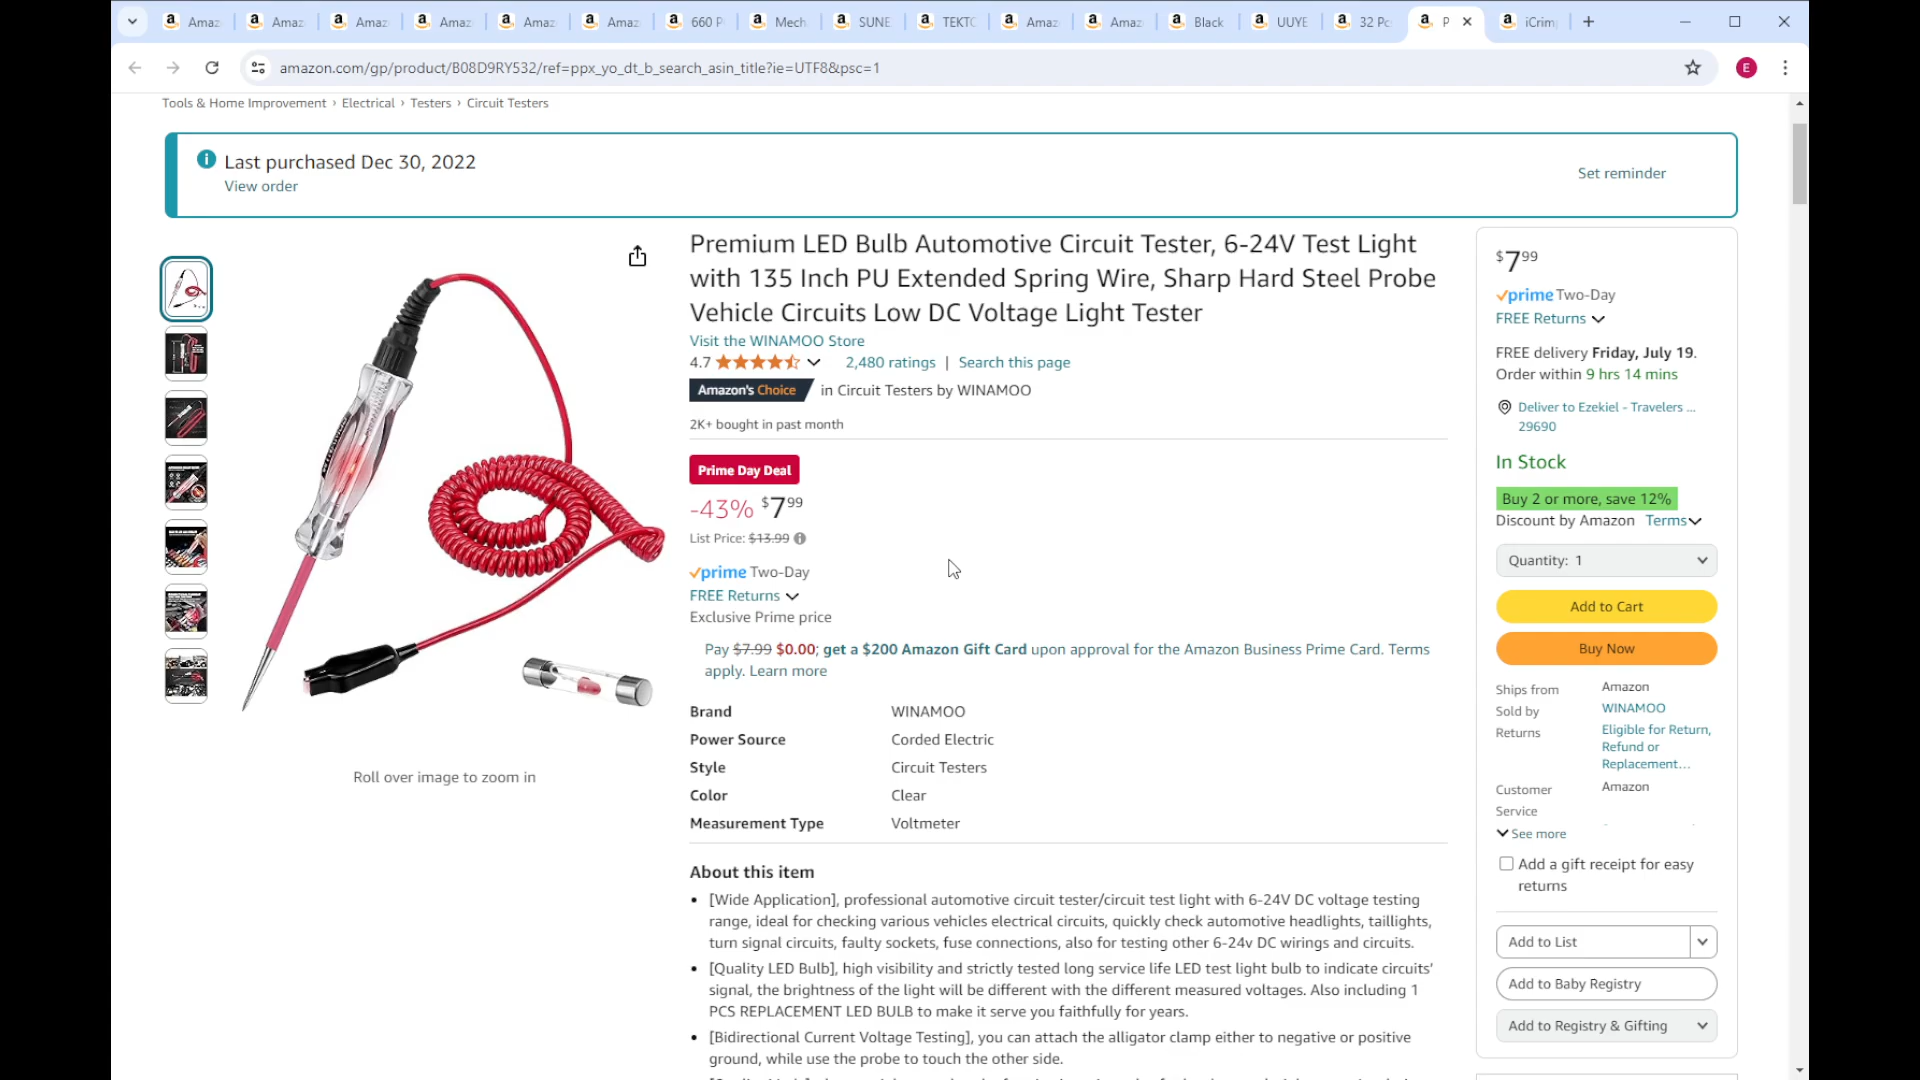 Amaz
Amaz
Amaz
Amaz
Amaz
Amaz
660 P
Mech
SUNE
TEKTO
Amaz
Amaz
Black
UUYE
32 Pc
P
iCrim
amazon.com/gp/product/B08D9RY532/ref=ppx_yo_dt_b_search_asin_title?ie=UTF8&psc=1
E
Tools & Home Improvement › Electrical › Testers › Circuit Testers
Last purchased Dec 30, 2022
View order
Set reminder
Premium LED Bulb Automotive Circuit Tester, 6-24V Test Light
with 135 Inch PU Extended Spring Wire, Sharp Hard Steel Probe
Vehicle Circuits Low DC Voltage Light Tester
Visit the WINAMOO Store
4.7 2,480 ratings | Search this page
Amazon's Choice in Circuit Testers by WINAMOO
2K+ bought in past month
Prime Day Deal
-43% $7 99
List Price: $13.99
prime Two-Day
FREE Returns
Exclusive Prime price
Pay $7.99 $0.00; get a $200 Amazon Gift Card upon approval for the Amazon Business Prime Card. Terms
apply. Learn more
Brand WINAMOO
Power Source Corded Electric
Style Circuit Testers
Color Clear
Measurement Type Voltmeter
About this item
• [Wide Application], professional automotive circuit tester/circuit test light with 6-24V DC voltage testing
range, ideal for checking various vehicles electrical circuits, quickly check automotive headlights, taillights,
turn signal circuits, faulty sockets, fuse connections, also for testing other 6-24v DC wirings and circuits.
• [Quality LED Bulb], high visibility and strictly tested long service life LED test light bulb to indicate circuits'
signal, the brightness of the light will be different with the different measured voltages. Also including 1
PCS REPLACEMENT LED BULB to make it serve you faithfully for years.
• [Bidirectional Current Voltage Testing], you can attach the alligator clamp either to negative or positive
ground, while use the probe to touch the other side.
Roll over image to zoom in
$7 99
prime Two-Day
FREE Returns
FREE delivery Friday, July 19.
Order within 9 hrs 14 mins
Deliver to Ezekiel - Travelers ...
29690
In Stock
Buy 2 or more, save 12%
Discount by Amazon Terms
Quantity: 1
Add to Cart
Buy Now
Ships from Amazon
Sold by WINAMOO
Returns Eligible for Return,
Refund or
Replacement...
Customer Amazon
Service
See more
Add a gift receipt for easy
returns
Add to List
Add to Baby Registry
Add to Registry & Gifting